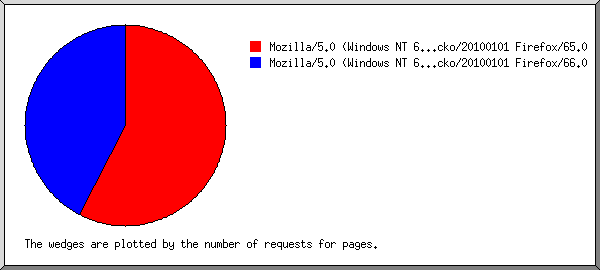 Mozilla/5.0 (Windows NT 6...cko/20100101 Firefox/65.0
Mozilla/5.0 (Windows NT 6...cko/20100101 Firefox/66.0
The wedges are plotted by the number of requests for pages.